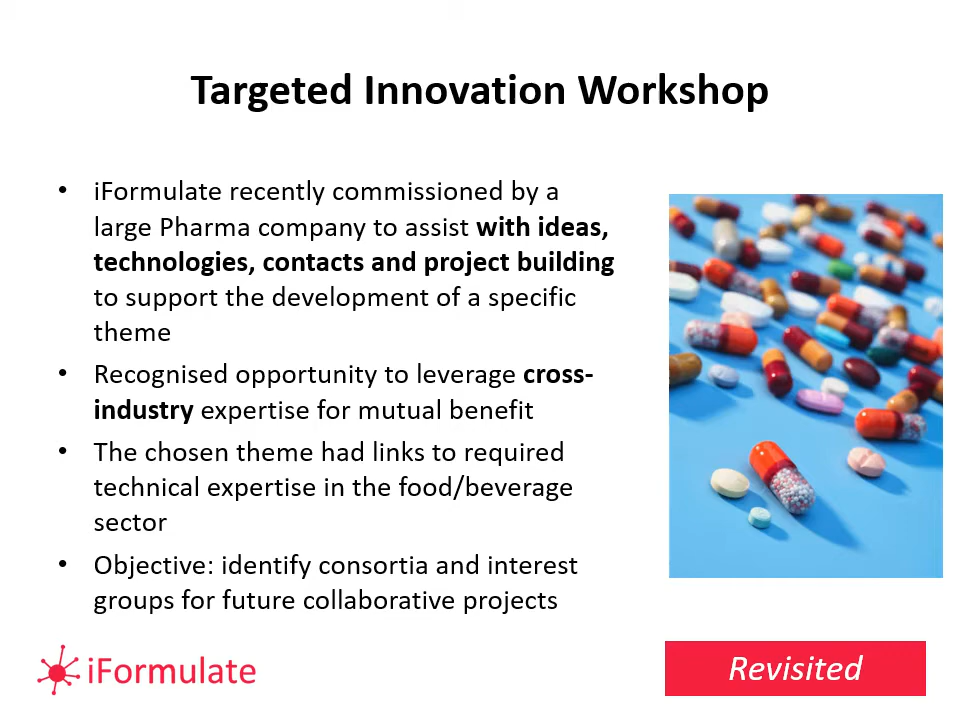 Targeted Innovation Workshop
• iFormulate recently commissioned by a
large Pharma company to assist with ideas,
technologies, contacts and project building
to support the development of a specific
theme
• Recognised opportunity to leverage cross-
industry expertise for mutual benefit
• The chosen theme had links to required
technical expertise in the food/beverage
sector
• Objective: identify consortia and interest
groups for future collaborative projects
iFormulate
Revisited